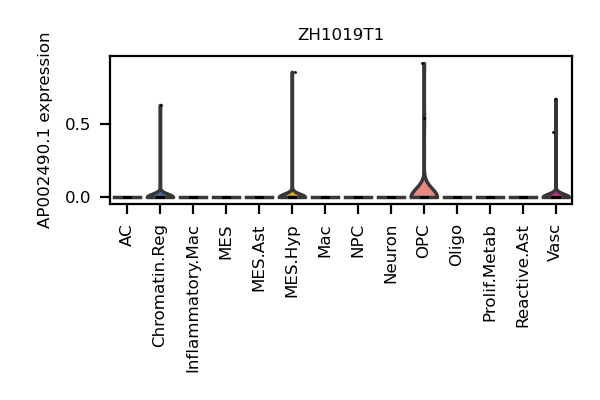 ZH1019T1
AP002490.1 expression
0.5
0.0
AC
Chromatin.Reg
Inflammatory.Mac
MES
MES.Ast
MES.Hyp
Mac
NPC
Neuron
OPC
Oligo
Prolif.Metab
Reactive.Ast
Vasc